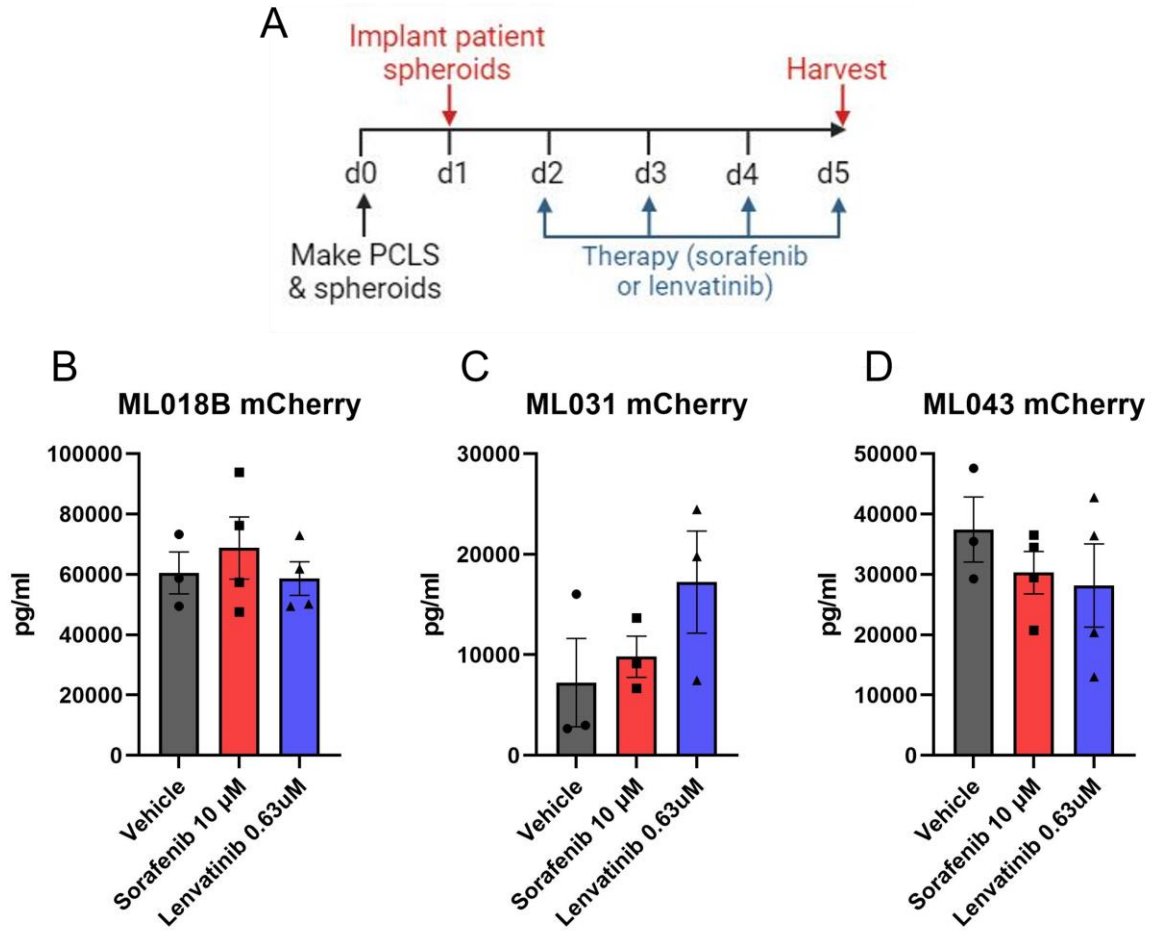 A
Implant patient
spheroids
Harvest
d0 d1 d2 d3 d4 d5
Make PCLS
& spheroids
Therapy (sorafenib
or lenvatinib)
B
ML018B mCherry
pg/ml
100000
80000
60000
40000
20000
0
Vehicle
Sorafenib 10 µM
Lenvatinib 0.63uM
C
ML031 mCherry
pg/ml
30000
20000
10000
0
Vehicle
Sorafenib 10 µM
Lenvatinib 0.63uM
D
ML043 mCherry
pg/ml
50000
40000
30000
20000
10000
0
Vehicle
Sorafenib 10 µM
Lenvatinib 0.63uM